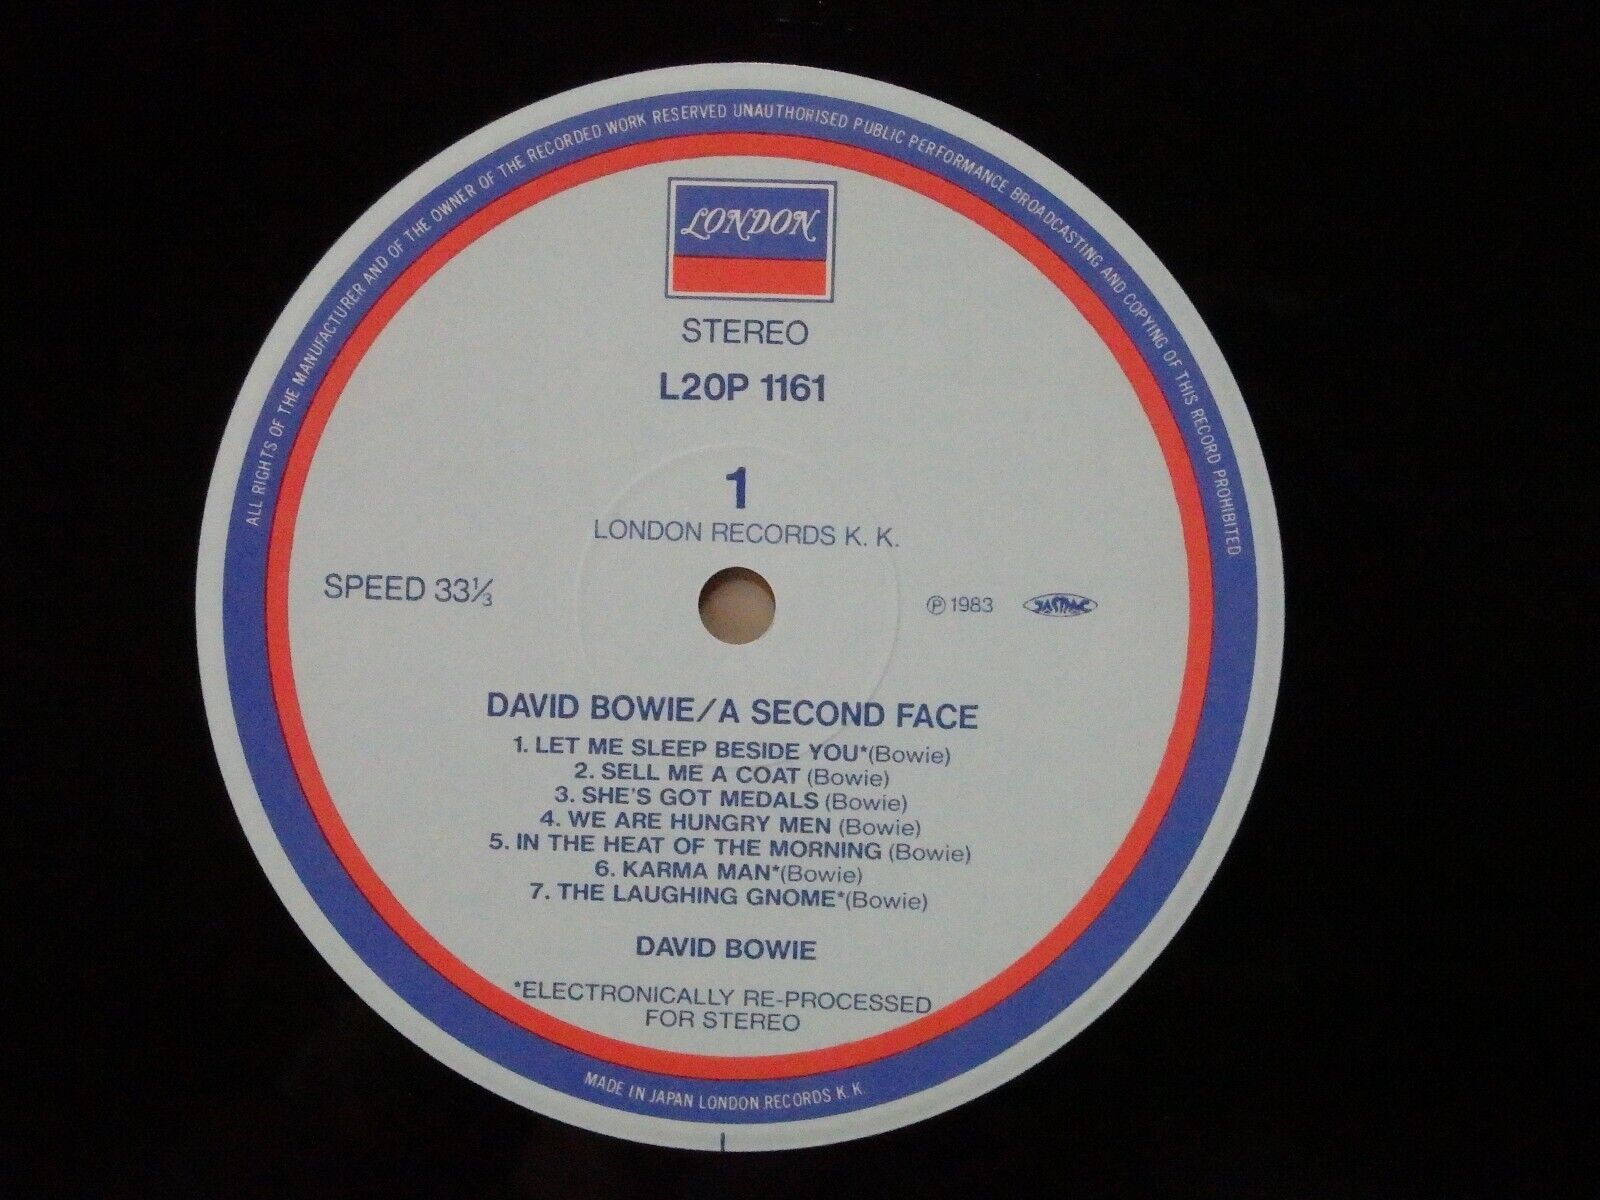 ALL RIGHTS OF THE MANUFACTURER AND OF THE OWNER OF THE RECORDED WORK RESERVED UNAUTHORISED PUBLIC PERFORMANCE BROADCASTING AND COPYING OF THIS RECORD PROHIBITED
LONDON
STEREO
L20P 1161
1
LONDON RECORDS K. K.
SPEED 33⅓
℗ 1983 JASRAC
DAVID BOWIE/A SECOND FACE
1. LET ME SLEEP BESIDE YOU*(Bowie)
2. SELL ME A COAT (Bowie)
3. SHE'S GOT MEDALS (Bowie)
4. WE ARE HUNGRY MEN (Bowie)
5. IN THE HEAT OF THE MORNING (Bowie)
6. KARMA MAN*(Bowie)
7. THE LAUGHING GNOME*(Bowie)
DAVID BOWIE
*ELECTRONICALLY RE-PROCESSED
FOR STEREO
MADE IN JAPAN LONDON RECORDS K. K.